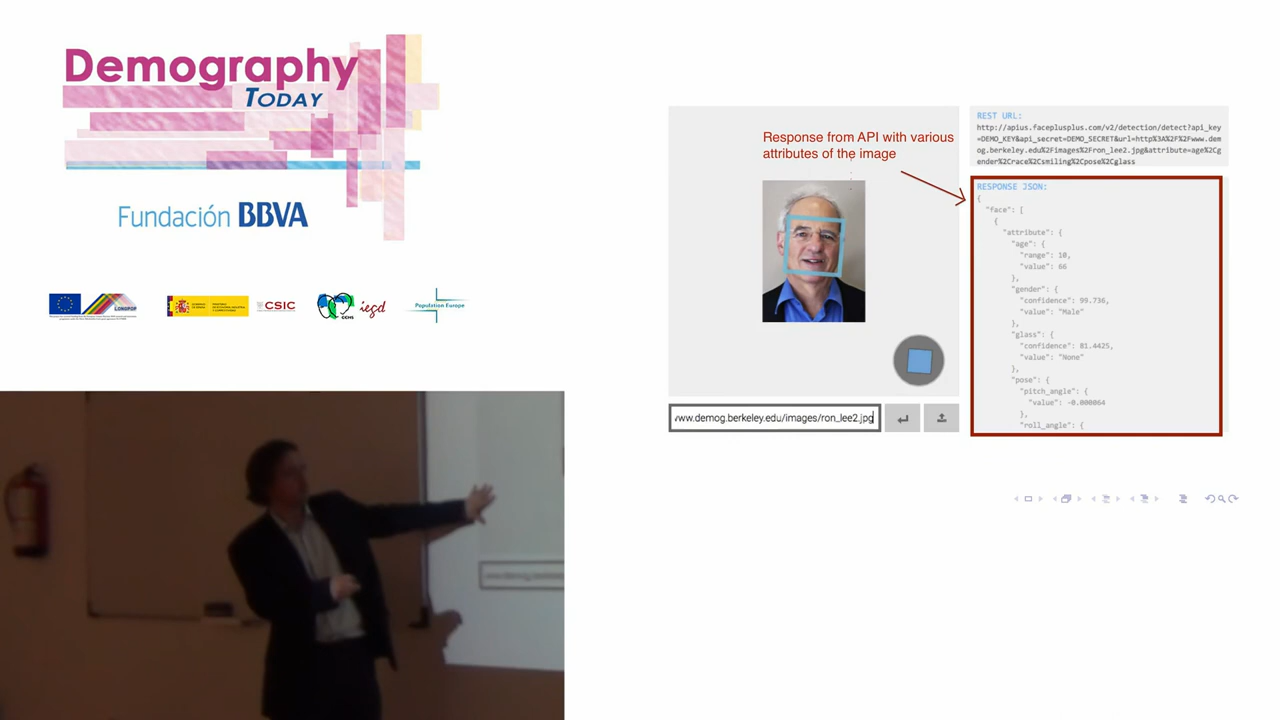 Demography
TODAY
Fundación BBVA
LONGPOP
CSIC
CCHS
iegd
Population Europe
Response from API with various
attributes of the image
www.demog.berkeley.edu/images/ron_lee2.jpg
REST URL:
http://apius.faceplusplus.com/v2/detection/detect?api_key
=DEMO_KEY&api_secret=DEMO_SECRET&url=http%3A%2F%2Fwww.dem
og.berkeley.edu%2Fimages%2Fron_lee2.jpg&attribute=age%2Cg
ender%2Crace%2Csmiling%2Cpose%2Cglass
RESPONSE JSON:
{
"face": [
{
"attribute": {
"age": {
"range": 10,
"value": 66
},
"gender": {
"confidence": 99.736,
"value": "Male"
},
"glass": {
"confidence": 81.4425,
"value": "None"
},
"pose": {
"pitch_angle": {
"value": -0.000064
},
"roll_angle": {